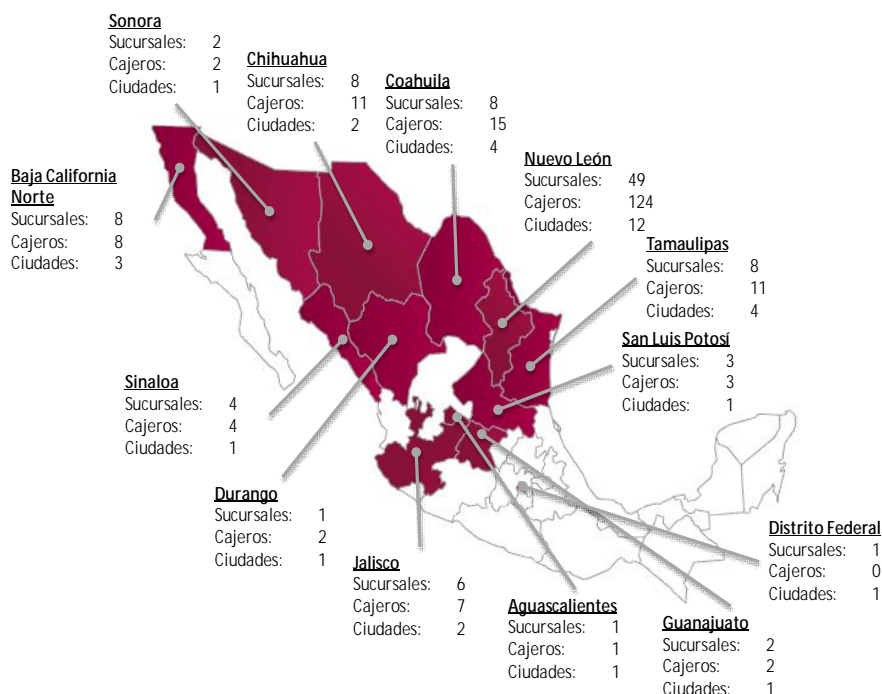 Sonora
Sucursales: 2
Cajeros: 2
Ciudades: 1
Chihuahua
Sucursales: 8
Cajeros: 11
Ciudades: 2
Coahuila
Sucursales: 8
Cajeros: 15
Ciudades: 4
Nuevo León
Sucursales: 49
Cajeros: 124
Ciudades: 12
Baja California
Norte
Sucursales: 8
Cajeros: 8
Ciudades: 3
Tamaulipas
Sucursales: 8
Cajeros: 11
Ciudades: 4
San Luis Potosí
Sucursales: 3
Cajeros: 3
Ciudades: 1
Sinaloa
Sucursales: 4
Cajeros: 4
Ciudades: 1
Durango
Sucursales: 1
Cajeros: 2
Ciudades: 1
Jalisco
Sucursales: 6
Cajeros: 7
Ciudades: 2
Aguascalientes
Sucursales: 1
Cajeros: 1
Ciudades: 1
Distrito Federal
Sucursales: 1
Cajeros: 0
Ciudades: 1
Guanajuato
Sucursales: 2
Cajeros: 2
Ciudades: 1